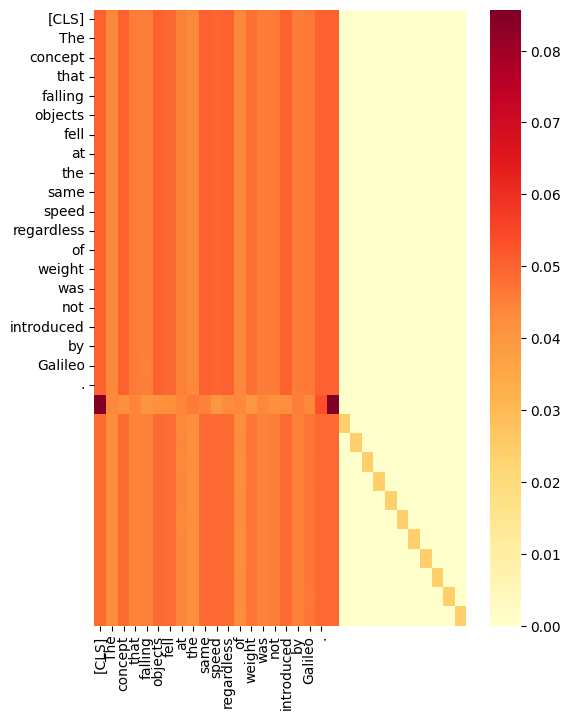 [CLS]
The
concept
that
falling
objects
fell
at
the
same
speed
regardless
of
weight
was
not
introduced
by
Galileo
.
0.08
0.07
0.06
0.05
0.04
0.03
0.02
0.01
0.00
[CLS]
The
concept
that
falling
objects
fell
at
the
same
speed
regardless
of
weight
was
not
introduced
by
Galileo
.